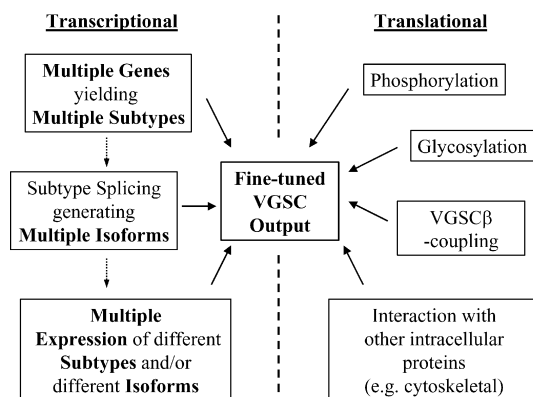 Transcriptional
Translational
Multiple Genes
yielding
Multiple Subtypes
Subtype Splicing
generating
Multiple Isoforms
Multiple
Expression of different
Subtypes and/or
different Isoforms
Fine-tuned
VGSC
Output
Phosphorylation
Glycosylation
VGSCβ
-coupling
Interaction with
other intracellular
proteins
(e.g. cytoskeletal)